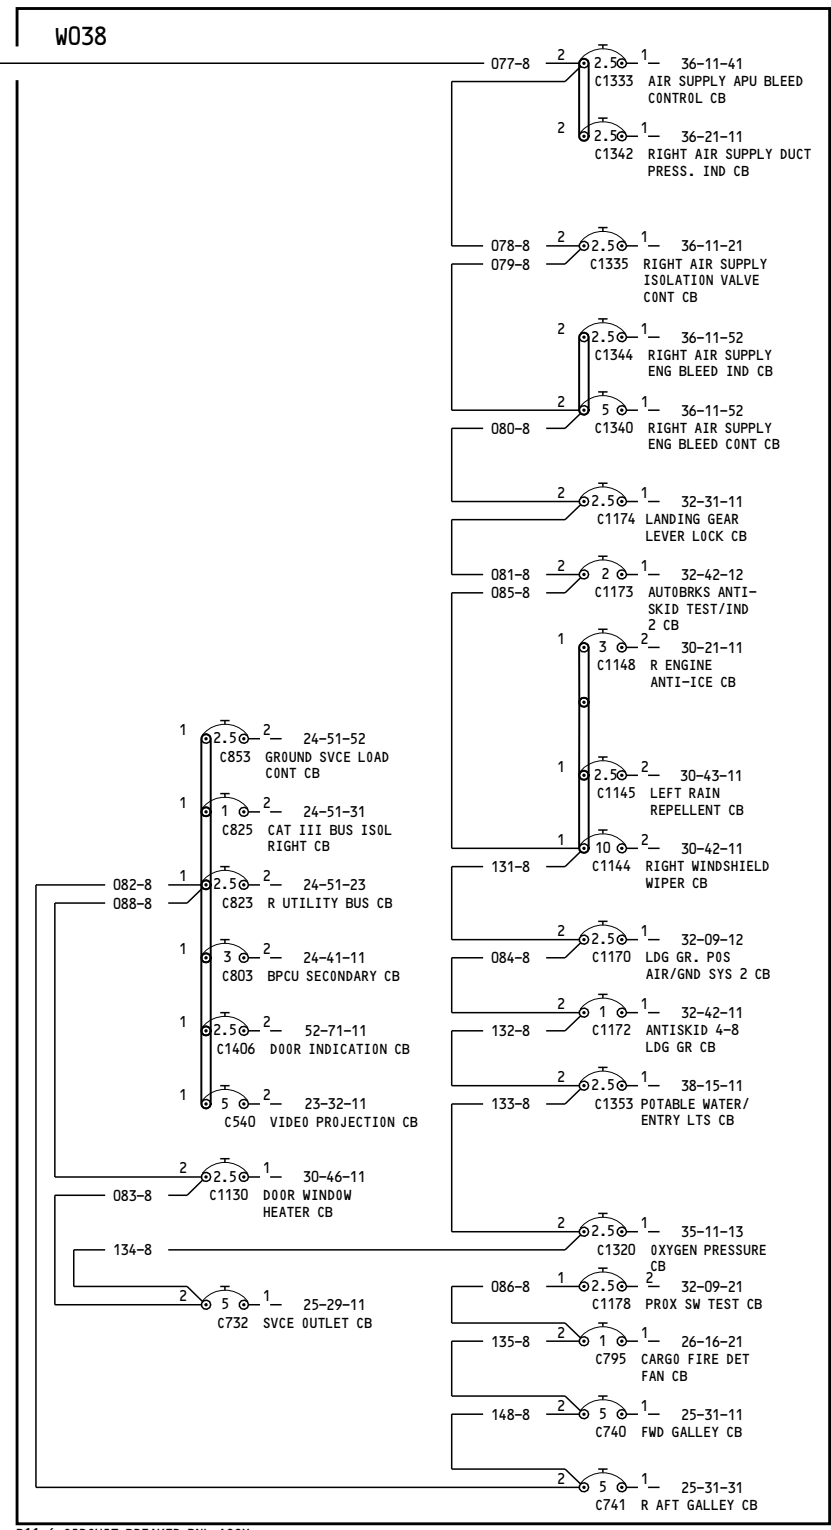 W038
077-8 2 2.5 1 36-11-41
C1333 AIR SUPPLY APU BLEED
CONTROL CB
2 2.5 1 36-21-11
C1342 RIGHT AIR SUPPLY DUCT
PRESS. IND CB
078-8 2 2.5 1 36-11-21
079-8 C1335 RIGHT AIR SUPPLY
ISOLATION VALVE
CONT CB
2 2.5 1 36-11-52
C1344 RIGHT AIR SUPPLY
ENG BLEED IND CB
2 5 1 36-11-52
080-8 C1340 RIGHT AIR SUPPLY
ENG BLEED CONT CB
2 2.5 1 32-31-11
C1174 LANDING GEAR
LEVER LOCK CB
081-8 2 2 1 32-42-12
085-8 C1173 AUTOBRKS ANTI-
SKID TEST/IND
2 CB
1 3 2 30-21-11
C1148 R ENGINE
ANTI-ICE CB
1 2.5 2 30-43-11
C1145 LEFT RAIN
REPELLENT CB
1 10 2 30-42-11
131-8 C1144 RIGHT WINDSHIELD
WIPER CB
2 2.5 1 32-09-12
084-8 C1170 LDG GR. POS
AIR/GND SYS 2 CB
2 1 1 32-42-11
132-8 C1172 ANTISKID 4-8
LDG GR CB
2 2.5 1 38-15-11
133-8 C1353 POTABLE WATER/
ENTRY LTS CB
2 2.5 1 35-11-13
C1320 OXYGEN PRESSURE
CB
086-8 1 2.5 2 32-09-21
C1178 PROX SW TEST CB
135-8 2 1 1 26-16-21
C795 CARGO FIRE DET
FAN CB
148-8 2 5 1 25-31-11
C740 FWD GALLEY CB
2 5 1 25-31-31
C741 R AFT GALLEY CB
1 2.5 2 24-51-52
C853 GROUND SVCE LOAD
CONT CB
1 1 2 24-51-31
C825 CAT III BUS ISOL
RIGHT CB
082-8 1 2.5 2 24-51-23
088-8 C823 R UTILITY BUS CB
1 3 2 24-41-11
C803 BPCU SECONDARY CB
1 2.5 2 52-71-11
C1406 DOOR INDICATION CB
1 5 2 23-32-11
C540 VIDEO PROJECTION CB
2 2.5 1 30-46-11
083-8 C1130 DOOR WINDOW
HEATER CB
134-8
2 5 1 25-29-11
C732 SVCE OUTLET CB